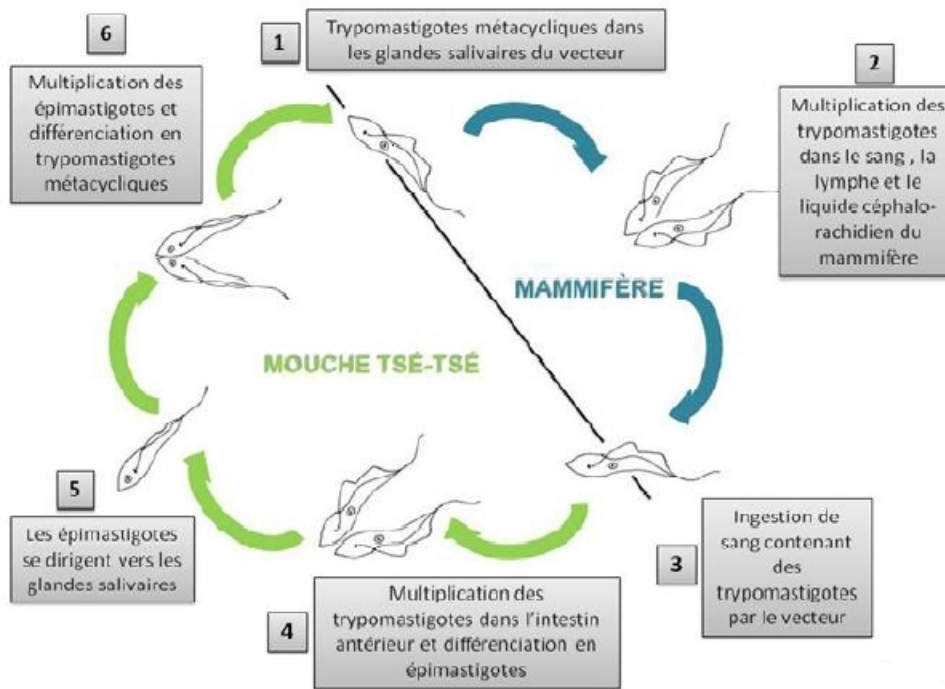 1
Trypomastigotes métacycliques dans
les glandes salivaires du vecteur
2
Multiplication des
trypomastigotes
dans le sang , la
lymphe et le
liquide céphalo-
rachidien du
mammifère
MAMMIFÈRE
3
Ingestion de
sang contenant
des
trypomastigotes
par le vecteur
4
Multiplication des
trypomastigotes dans l'intestin
antérieur et différenciation en
épimastigotes
5
Les épimastigotes
se dirigent vers les
glandes salivaires
6
Multiplication des
épimastigotes et
différenciation en
trypomastigotes
métacycliques
MOUCHE TSÉ-TSÉ